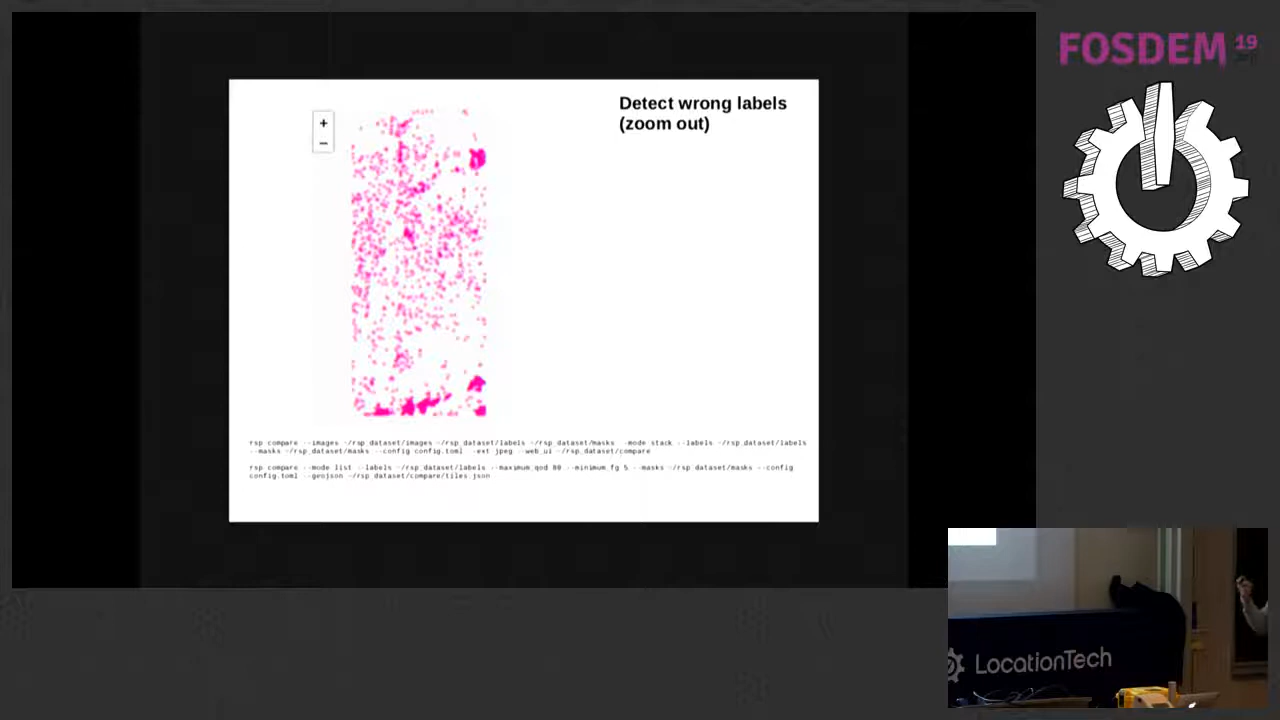 FOSDEM 19
Detect wrong labels
(zoom out)
+
−
rsp compare --images ~/rsp_dataset/images ~/rsp_dataset/labels ~/rsp_dataset/masks --mode stack --labels ~/rsp_dataset/labels
--masks ~/rsp_dataset/masks --config config.toml --ext jpeg --web_ui ~/rsp_dataset/compare
rsp compare --mode list --labels ~/rsp_dataset/labels --maximum_qod 80 --minimum_fg 5 --masks ~/rsp_dataset/masks --config
config.toml --geojson ~/rsp_dataset/compare/tiles.json
LocationTech